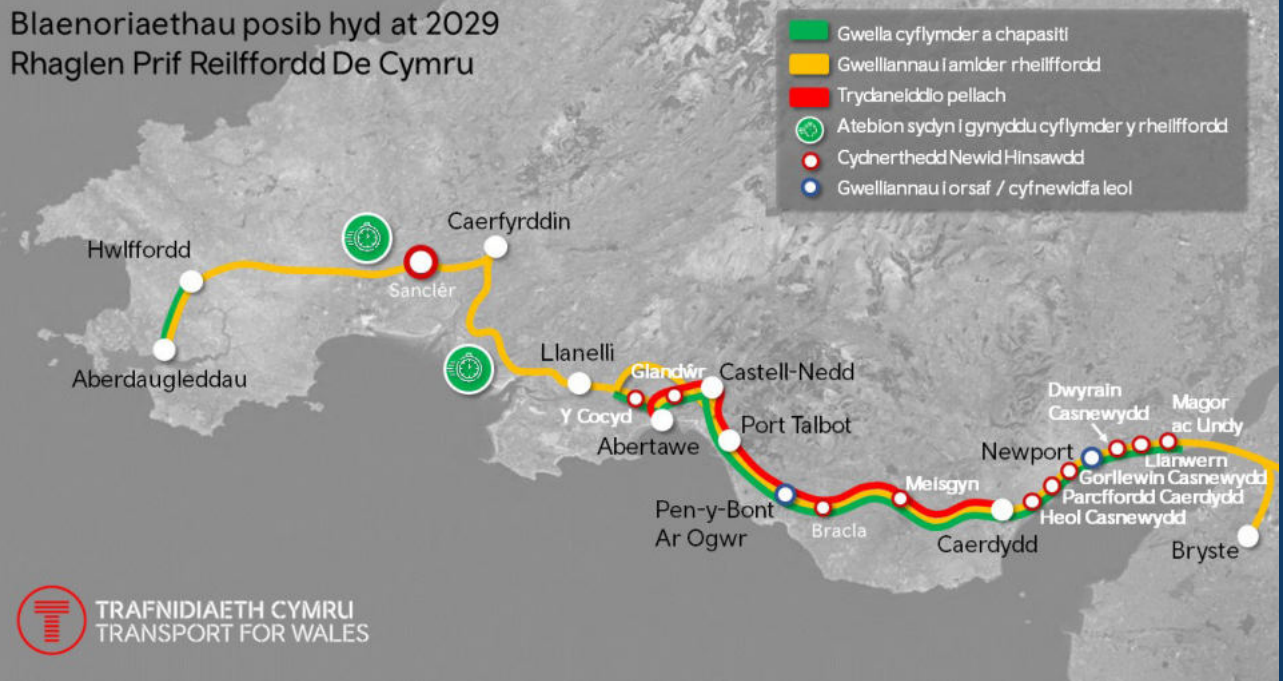 Blaenoriaethau posib hyd at 2029
Rhaglen Prif Reilffordd De Cymru
Gwella cyflymder a chapasiti
Gwelliannau i amlder rheilffordd
Trydaneiddio pellach
Atebion sydyn i gynyddu cyflymder y rheilffordd
Cydnerthedd Newid Hinsawdd
Gwelliannau i orsaf / cyfnewidfa leol
Caerfyrddin
Hwlffordd
Sanclêr
Aberdaugleddau
Llanelli
Glandŵr
Castell-Nedd
Y Cocyd
Abertawe
Port Talbot
Dwyrain
Casnewydd
Magor
ac Undy
Newport
Llanwern
Gorllewin Casnewydd
Parcffordd Caerdydd
Heol Casnewydd
Meisgyn
Pen-y-Bont
Ar Ogwr
Bracla
Caerdydd
Bryste
TRAFNIDIAETH CYMRU
TRANSPORT FOR WALES